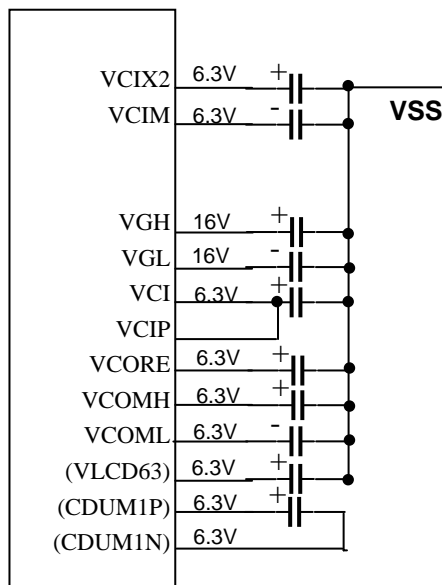 VCIX2 6.3V +
VSS
VCIM 6.3V -
VGH 16V +
VGL 16V -
VCI 6.3V +
VCIP
VCORE 6.3V +
VCOMH 6.3V +
VCOML 6.3V -
(VLCD63) 6.3V +
(CDUM1P) 6.3V +
(CDUM1N) 6.3V